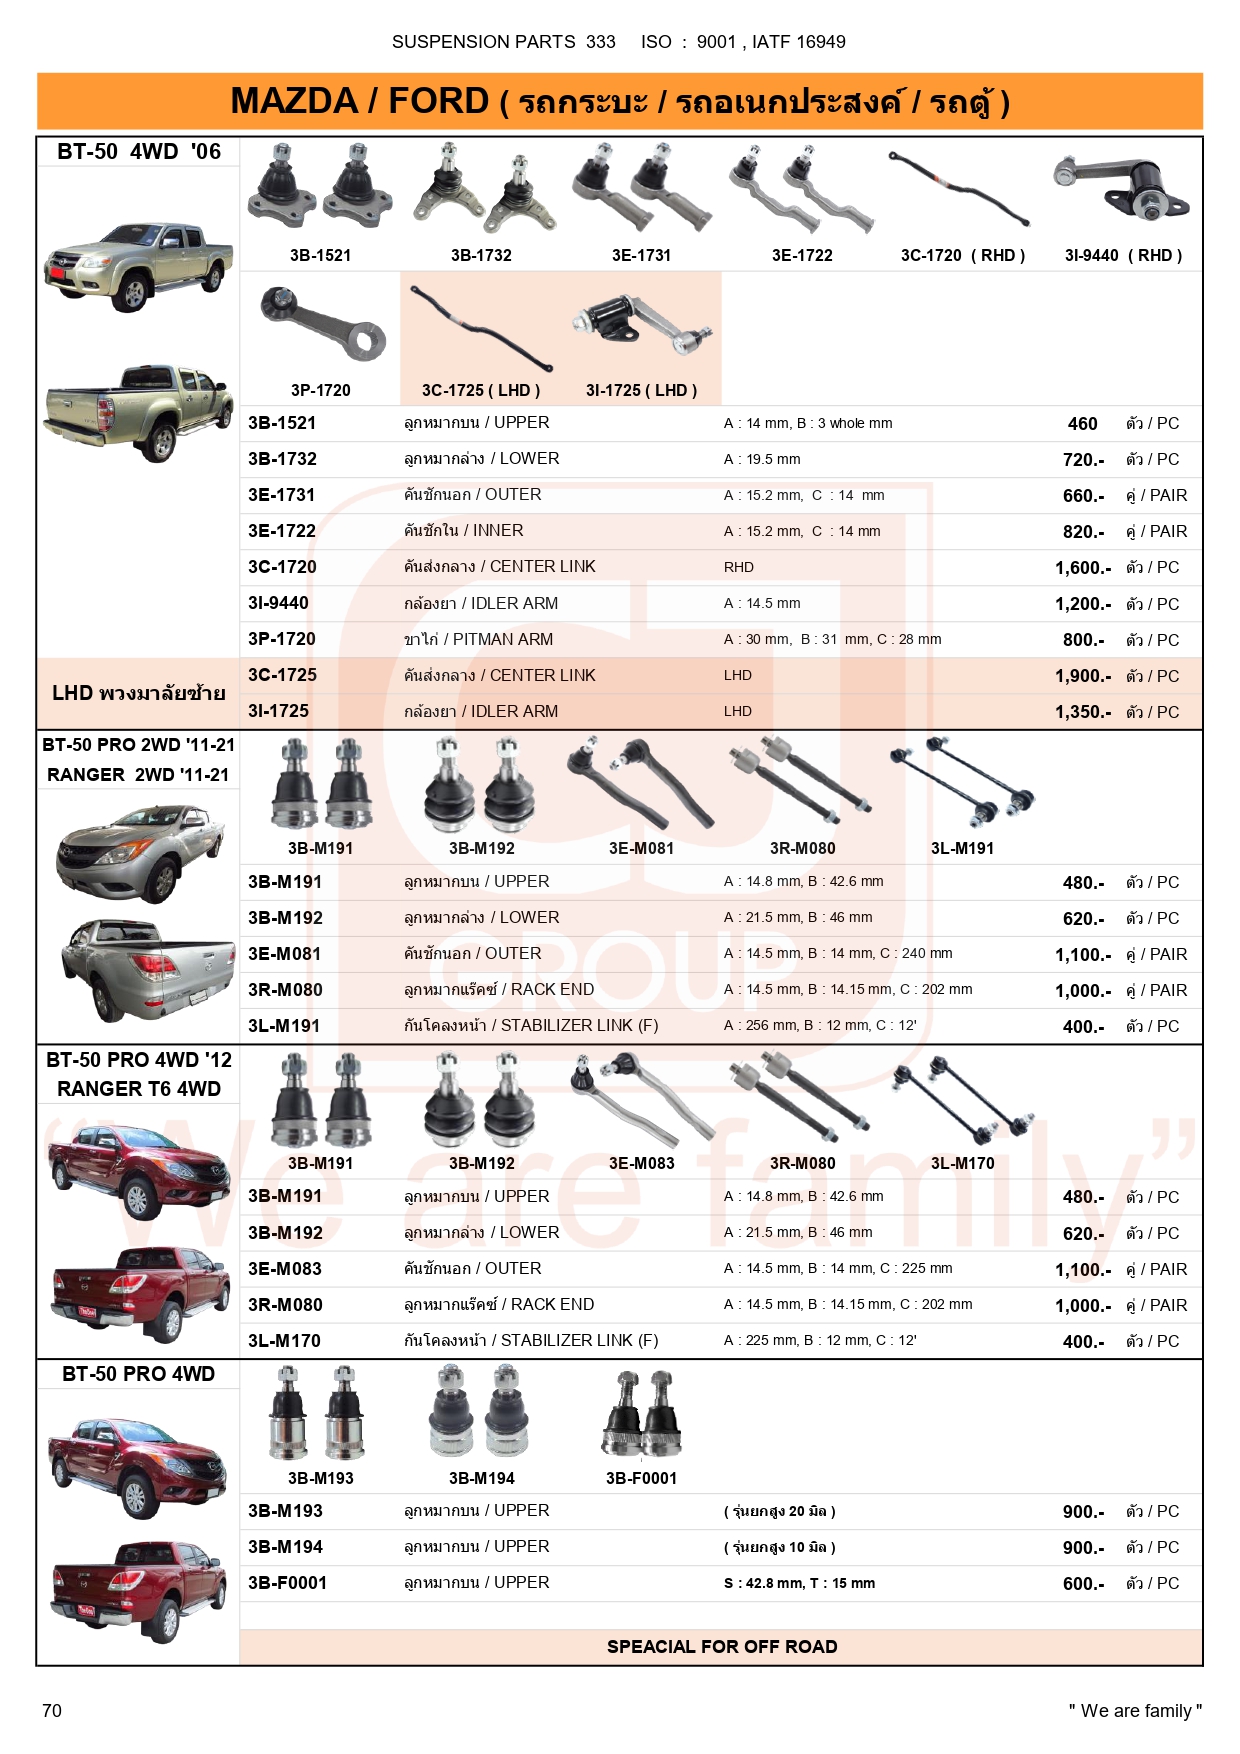 SUSPENSION PARTS  333     ISO  :  9001 , IATF 16949
MAZDA / FORD ( รถกระบะ / รถอเนกประสงค์ / รถตู้ )
BT-50  4WD  '06
3B-1521 3B-1732 3E-1731 3E-1722 3C-1720  ( RHD ) 3I-9440  ( RHD )
3P-1720 3C-1725 ( LHD ) 3I-1725 ( LHD )
3B-1521 ลูกหมากบน / UPPER A : 14 mm, B : 3 whole mm 460 ตัว / PC
3B-1732 ลูกหมากล่าง / LOWER A : 19.5 mm 720.- ตัว / PC
3E-1731 คันชักนอก / OUTER A : 15.2 mm,  C  : 14  mm 660.- คู่ / PAIR
3E-1722 คันชักใน / INNER A : 15.2 mm,  C  : 14 mm 820.- คู่ / PAIR
3C-1720 คันส่งกลาง / CENTER LINK RHD 1,600.- ตัว / PC
3I-9440 กล้องยา / IDLER ARM A : 14.5 mm 1,200.- ตัว / PC
3P-1720 ขาไก่ / PITMAN ARM A : 30 mm,  B : 31  mm, C : 28 mm 800.- ตัว / PC
LHD พวงมาลัยซ้าย
3C-1725 คันส่งกลาง / CENTER LINK LHD 1,900.- ตัว / PC
3I-1725 กล้องยา / IDLER ARM LHD 1,350.- ตัว / PC
BT-50 PRO 2WD '11-21
RANGER  2WD '11-21
3B-M191 3B-M192 3E-M081 3R-M080 3L-M191
3B-M191 ลูกหมากบน / UPPER A : 14.8 mm, B : 42.6 mm 480.- ตัว / PC
3B-M192 ลูกหมากล่าง / LOWER A : 21.5 mm, B : 46 mm 620.- ตัว / PC
3E-M081 คันชักนอก / OUTER A : 14.5 mm, B : 14 mm, C : 240 mm 1,100.- คู่ / PAIR
3R-M080 ลูกหมากแร๊คซ์ / RACK END A : 14.5 mm, B : 14.15 mm, C : 202 mm 1,000.- คู่ / PAIR
3L-M191 กันโคลงหน้า / STABILIZER LINK (F) A : 256 mm, B : 12 mm, C : 12' 400.- ตัว / PC
CJ
GROUP
BT-50 PRO 4WD '12
RANGER T6 4WD
3B-M191 3B-M192 3E-M083 3R-M080 3L-M170
3B-M191 ลูกหมากบน / UPPER A : 14.8 mm, B : 42.6 mm 480.- ตัว / PC
3B-M192 ลูกหมากล่าง / LOWER A : 21.5 mm, B : 46 mm 620.- ตัว / PC
3E-M083 คันชักนอก / OUTER A : 14.5 mm, B : 14 mm, C : 225 mm 1,100.- คู่ / PAIR
3R-M080 ลูกหมากแร๊คซ์ / RACK END A : 14.5 mm, B : 14.15 mm, C : 202 mm 1,000.- คู่ / PAIR
3L-M170 กันโคลงหน้า / STABILIZER LINK (F) A : 225 mm, B : 12 mm, C : 12' 400.- ตัว / PC
“We are family”
BT-50 PRO 4WD
3B-M193 3B-M194 3B-F0001
3B-M193 ลูกหมากบน / UPPER ( รุ่นยกสูง 20 มิล ) 900.- ตัว / PC
3B-M194 ลูกหมากบน / UPPER ( รุ่นยกสูง 10 มิล ) 900.- ตัว / PC
3B-F0001 ลูกหมากบน / UPPER S : 42.8 mm, T : 15 mm 600.- ตัว / PC
SPEACIAL FOR OFF ROAD
70
" We are family "